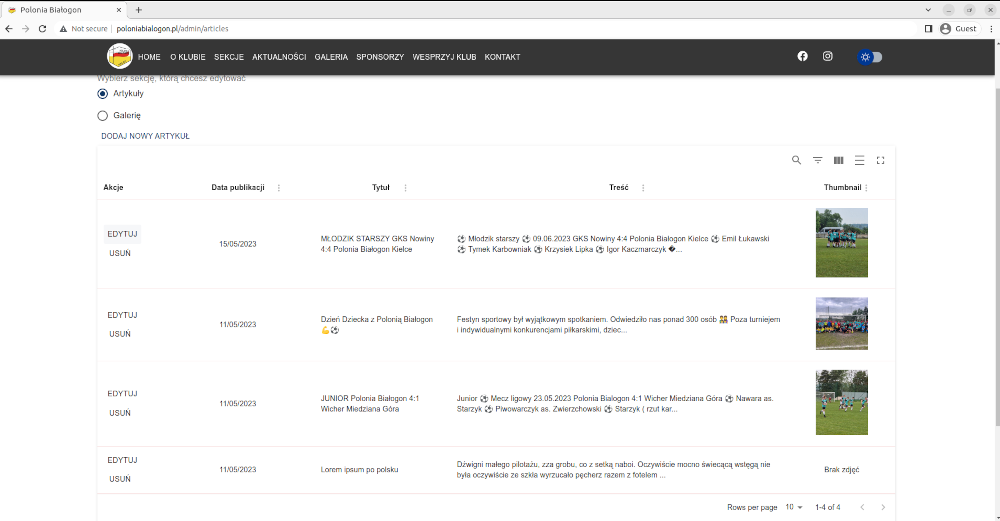 Polonia Białogon
Not secure | poloniabialogon.pl/admin/articles
Guest
HOME O KLUBIE SEKCJE AKTUALNOŚCI GALERIA SPONSORZY WESPRZYJ KLUB KONTAKT
Wybierz sekcję, którą chcesz edytować
Artykuły
Galerię
DODAJ NOWY ARTYKUŁ
Akcje Data publikacji Tytuł Treść Thumbnail
EDYTUJ
USUŃ
15/05/2023
MŁODZIK STARSZY GKS Nowiny
4:4 Polonia Białogon Kielce
⚽ Młodzik starszy ⚽ 09.06.2023 GKS Nowiny 4:4 Polonia Białogon Kielce ⚽ Emil Łukawski
⚽ Tymek Karbowniak ⚽ Krzysiek Lipka ⚽ Igor Kaczmarczyk �...
EDYTUJ
USUŃ
11/05/2023
Dzień Dziecka z Polonią Białogon
💪⚽
Festyn sportowy był wyjątkowym spotkaniem. Odwiedziło nas ponad 300 osób 👫 Poza turniejem
i indywidualnymi konkurencjami piłkarskimi, dziec...
EDYTUJ
USUŃ
11/05/2023
JUNIOR Polonia Białogon 4:1
Wicher Miedziana Góra
Junior ⚽ Mecz ligowy 23.05.2023 Polonia Białogon 4:1 Wicher Miedziana Góra ⚽ Nawara as.
Starzyk ⚽ Piwowarczyk as. Zwierzchowski ⚽ Starzyk ( rzut kar...
EDYTUJ
USUŃ
11/05/2023
Lorem ipsum po polsku
Dźwigni małego pilotażu, zza grobu, co z setką naboi. Oczywiście mocno świecącą wstęgą nie
była oczywiście ze szkła wyrzucało pęcherz razem z fotelem ...
Brak zdjęć
Rows per page 10 1-4 of 4